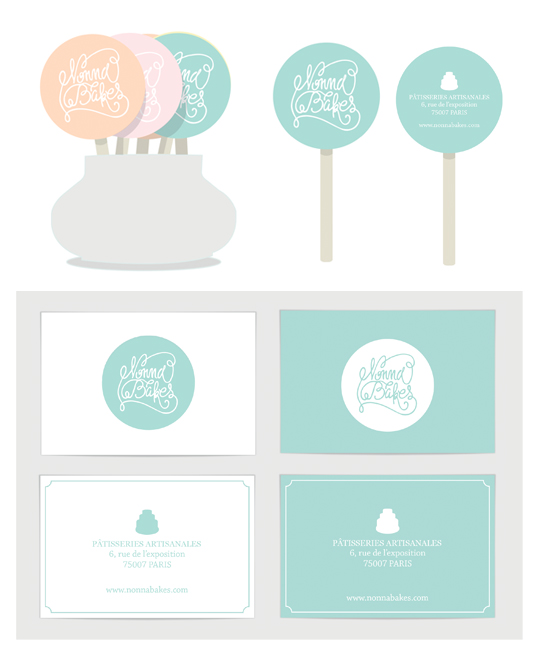 Nonna
Bakes
Nonna
Bakes
Nonna
Bakes
PÂTISSERIES ARTISANALES
6, rue de l'exposition
75007 PARIS
www.nonnabakes.com
Nonna
Bakes
Nonna
Bakes
PÂTISSERIES ARTISANALES
6, rue de l'exposition
75007 PARIS
www.nonnabakes.com
PÂTISSERIES ARTISANALES
6, rue de l'exposition
75007 PARIS
www.nonnabakes.com